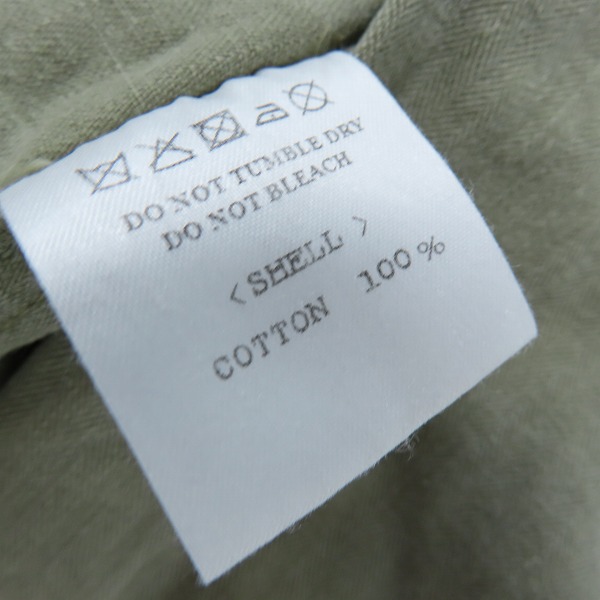 DO NOT TUMBLE DRY
DO NOT BLEACH
<SHELL>
COTTON 100%